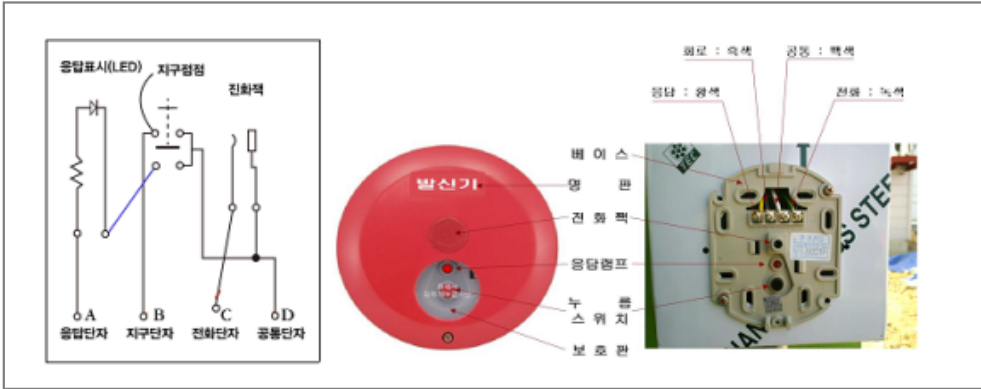 응답표시(LED)
지구접점
전화잭
A
B
C
D
응답단자
지구단자
전화단자
공통단자
회로 : 흑색
공통 : 백색
응답 : 황색
전화 : 녹색
베이스
명 판
전화잭
응답램프
누 름
스위치
보호판
발신기
S STEE